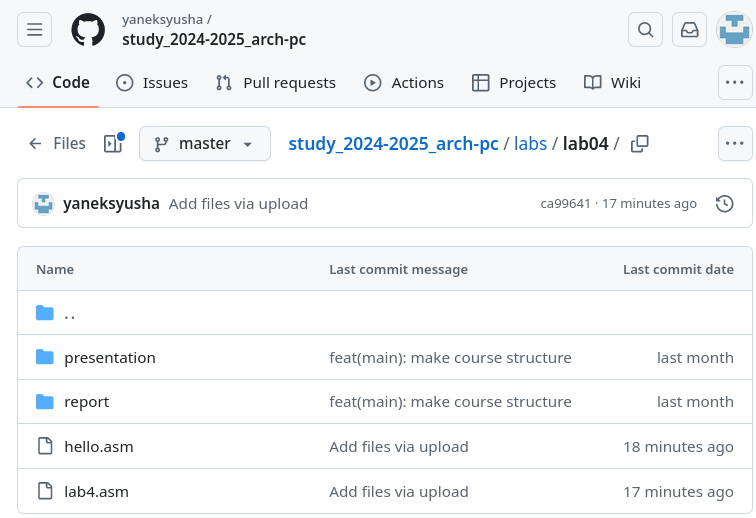 yaneksyusha /
study_2024-2025_arch-pc
Code Issues Pull requests Actions Projects Wiki
Files master study_2024-2025_arch-pc / labs / lab04 /
yaneksyusha Add files via upload ca99641 · 17 minutes ago
Name Last commit message Last commit date
..
presentation feat(main): make course structure last month
report feat(main): make course structure last month
hello.asm Add files via upload 18 minutes ago
lab4.asm Add files via upload 17 minutes ago